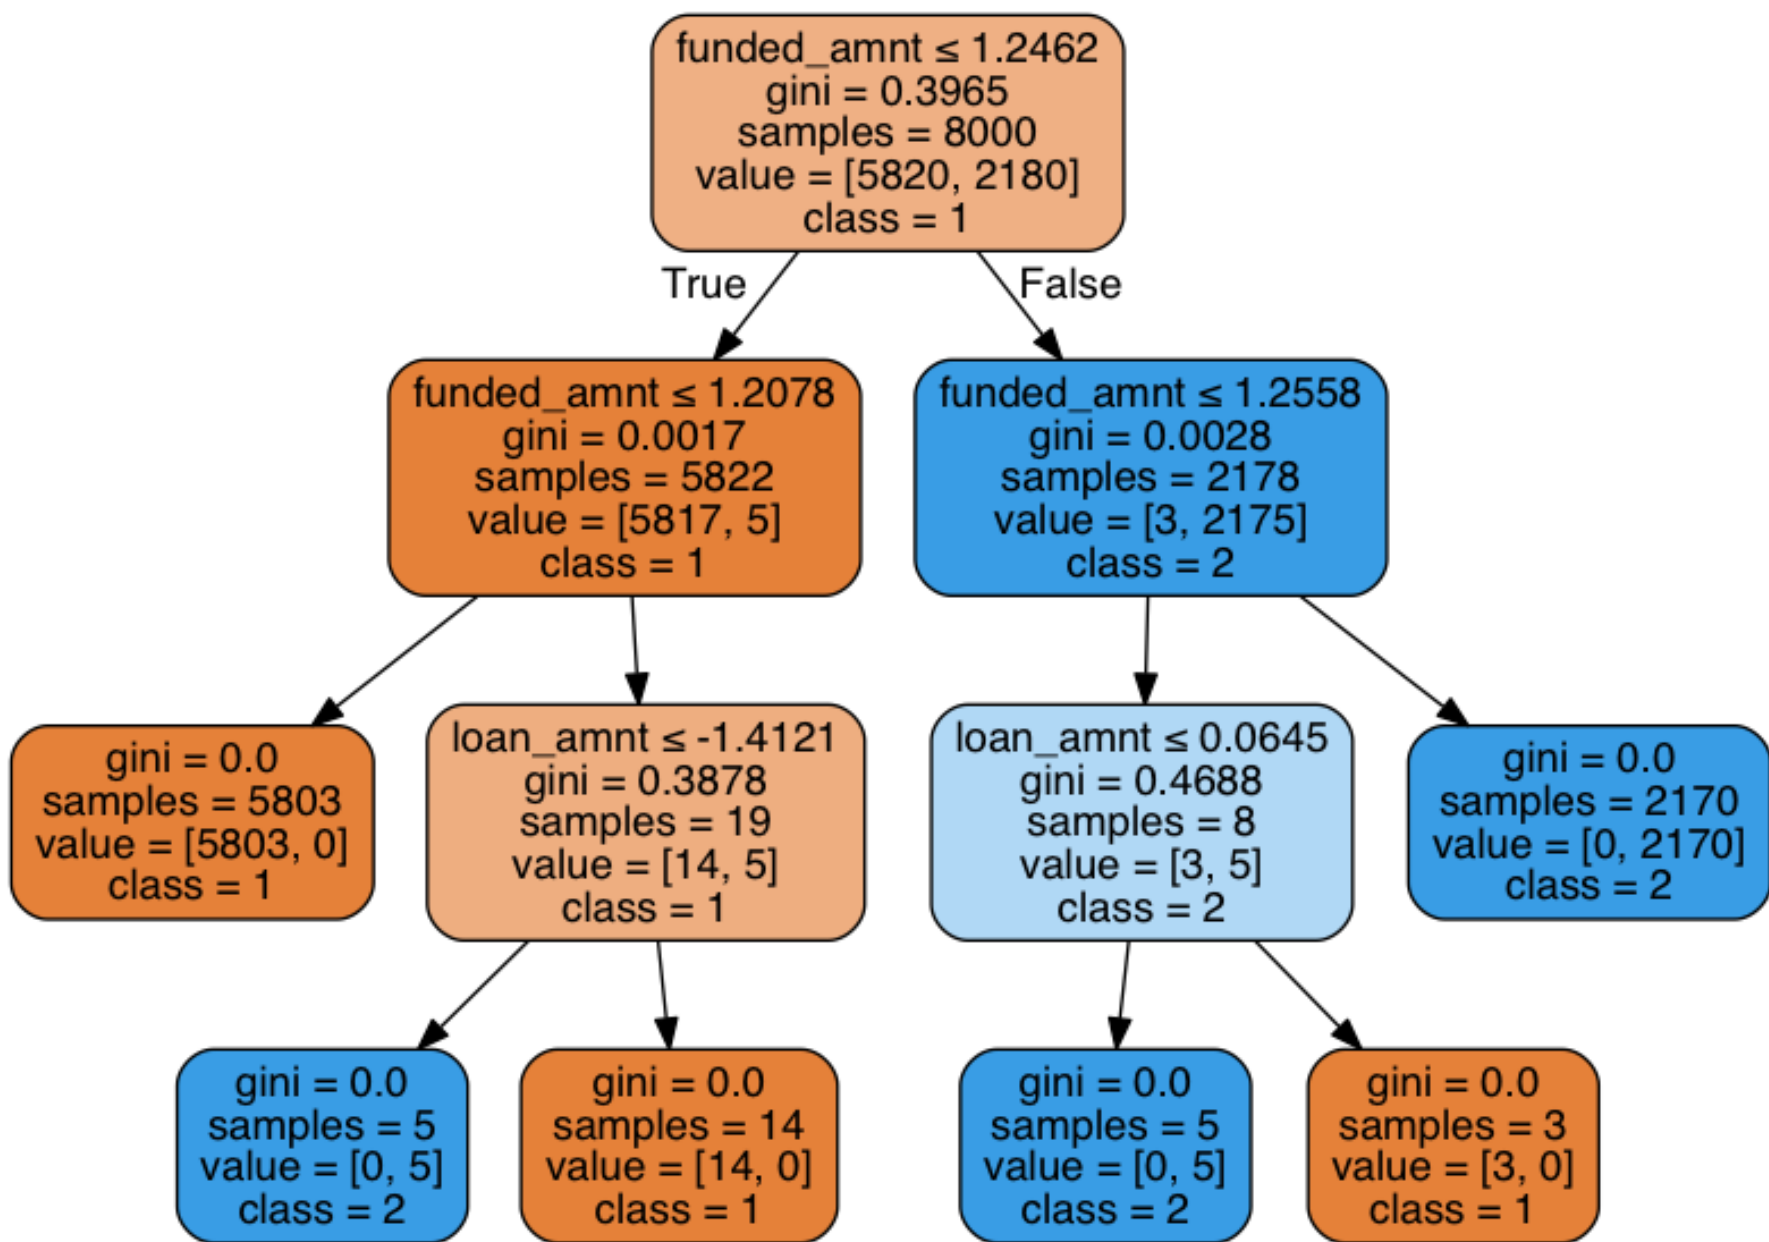 funded_amnt ≤ 1.2462
gini = 0.3965
samples = 8000
value = [5820, 2180]
class = 1
True
False
funded_amnt ≤ 1.2078
gini = 0.0017
samples = 5822
value = [5817, 5]
class = 1
funded_amnt ≤ 1.2558
gini = 0.0028
samples = 2178
value = [3, 2175]
class = 2
gini = 0.0
samples = 5803
value = [5803, 0]
class = 1
loan_amnt ≤ -1.4121
gini = 0.3878
samples = 19
value = [14, 5]
class = 1
loan_amnt ≤ 0.0645
gini = 0.4688
samples = 8
value = [3, 5]
class = 2
gini = 0.0
samples = 2170
value = [0, 2170]
class = 2
gini = 0.0
samples = 5
value = [0, 5]
class = 2
gini = 0.0
samples = 14
value = [14, 0]
class = 1
gini = 0.0
samples = 5
value = [0, 5]
class = 2
gini = 0.0
samples = 3
value = [3, 0]
class = 1